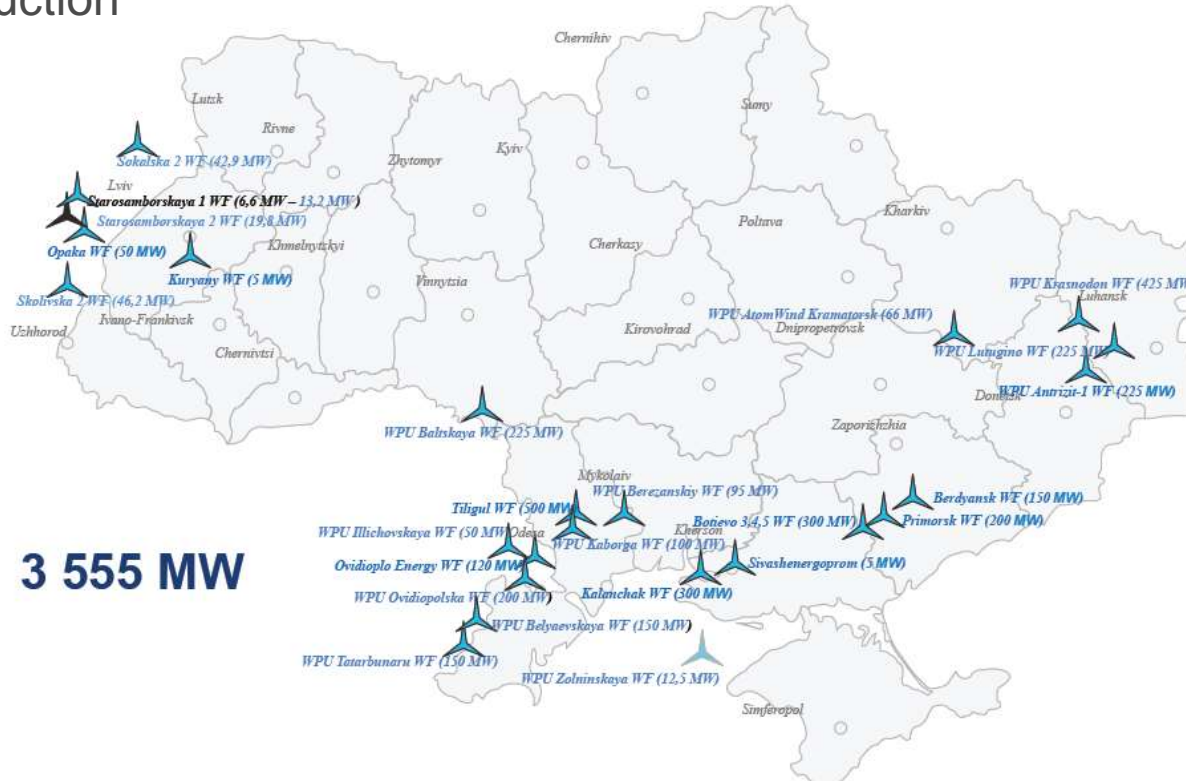 uction
Chernikiv
Lutsk
Sumy
Rivne
Kyiv
Sokalska 2 WF (42,9 MW)
Zhytomyr
Lviv
Starosamborskaya 1 WF (6,6 MW – 13,2 MW)
Starosamborskaya 2 WF (19,8 MW)
Poltava
Kharkiv
Khmelnytskyi
Cherkasy
Opaka WF (50 MW)
Kuryany WF (5 MW)
Vinnytsia
WPU Krasnodon WF (425 MW
Luhansk
Skolivska 2 WF (46,2 MW)
Ivano-Frankivsk
WPU AtomWind Kramatorsk (66 MW)
Uzhhorod
Kirovohrad
Dnipropetrovsk
Chernivtsi
WPU Lutugino WF (225 MW)
WPU Antrizit-1 WF (225 MW)
Donetsk
WPU Baltskaya WF (225 MW)
Zaporizhzhia
Mykolaiv
WPU Berezanskiy WF (95 MW)
Berdyansk WF (150 MW)
Tiligul WF (500 MW)
Botievo 3,4,5 WF (300 MW)
Primorsk WF (200 MW)
WPU Illichovskaya WF (50 MW)
Odesa
Kherson
WPU Kaborga WF (100 MW)
3 555 MW
Ovidioplo Energy WF (120 MW)
Sivashenergoprom (5 MW)
WPU Ovidiopolska WF (200 MW)
Kalanchak WF (300 MW)
WPU Belyaevskaya WF (150 MW)
WPU Tatarbunaru WF (150 MW)
WPU Zolninskaya WF (12,5 MW)
Simferopol